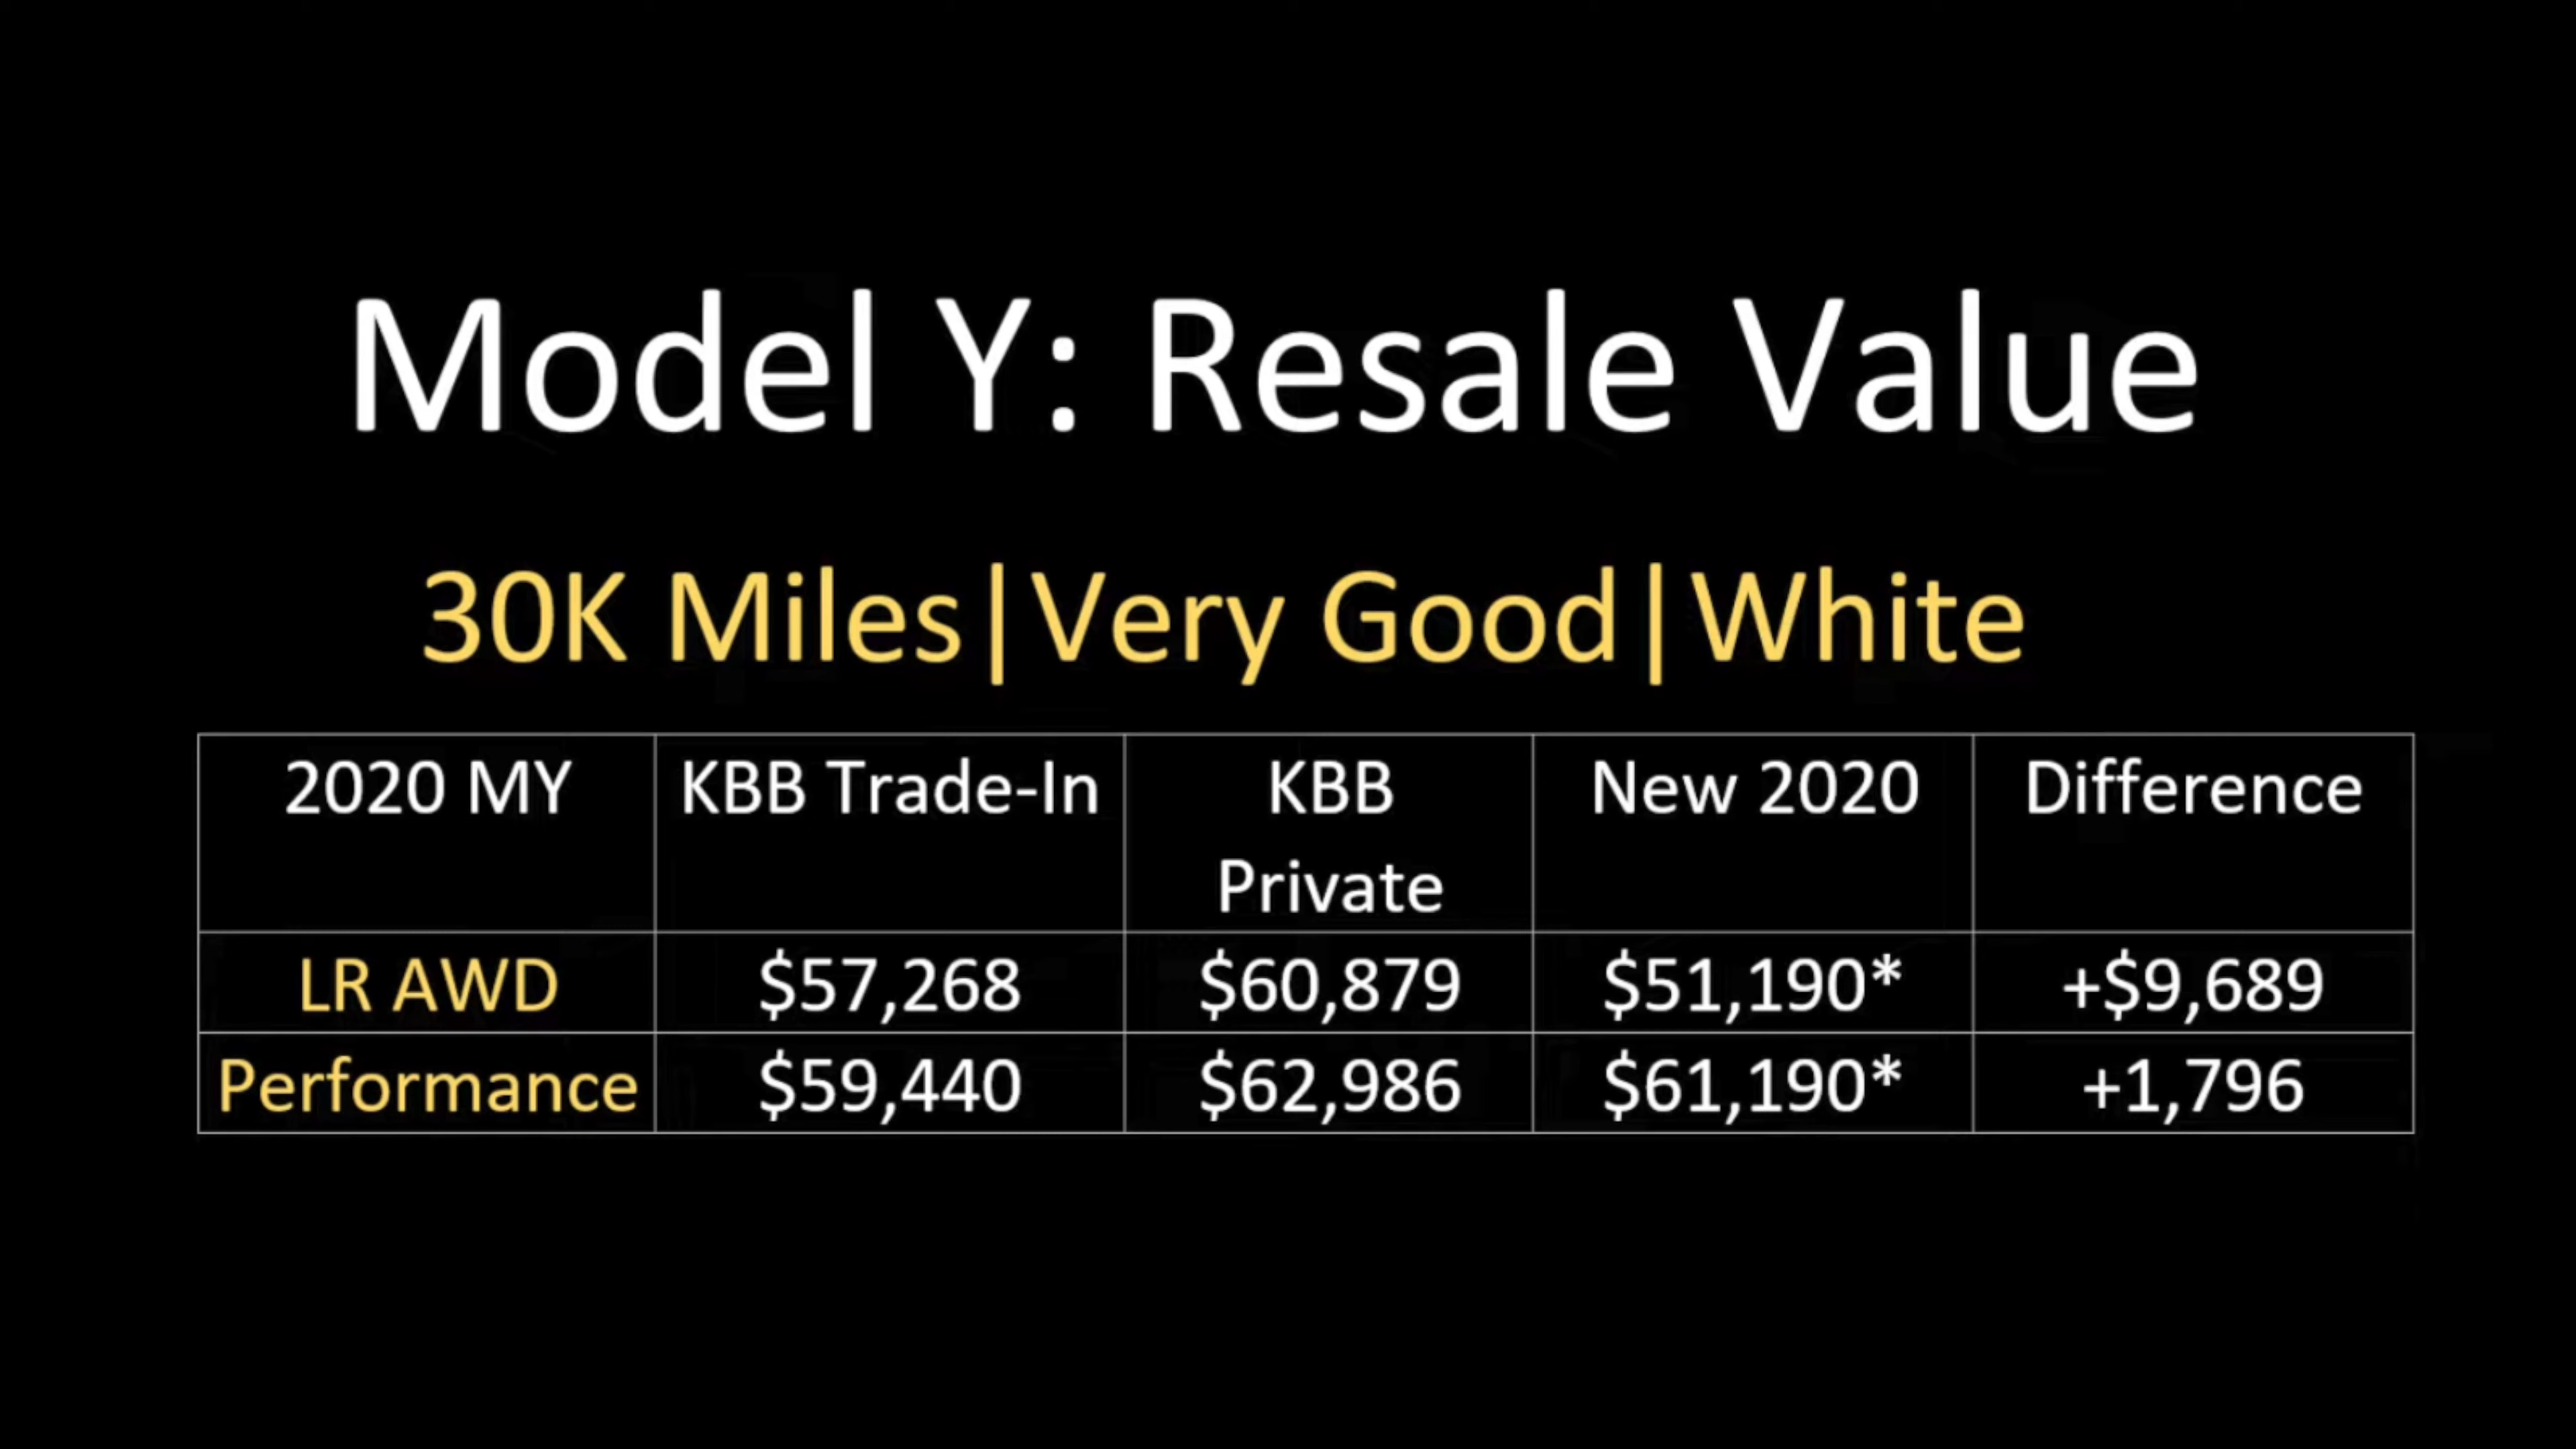 Model Y: Resale Value
30K Miles|Very Good|White
2020 MY KBB Trade-In KBB Private New 2020 Difference
LR AWD $57,268 $60,879 $51,190* +$9,689
Performance $59,440 $62,986 $61,190* +1,796